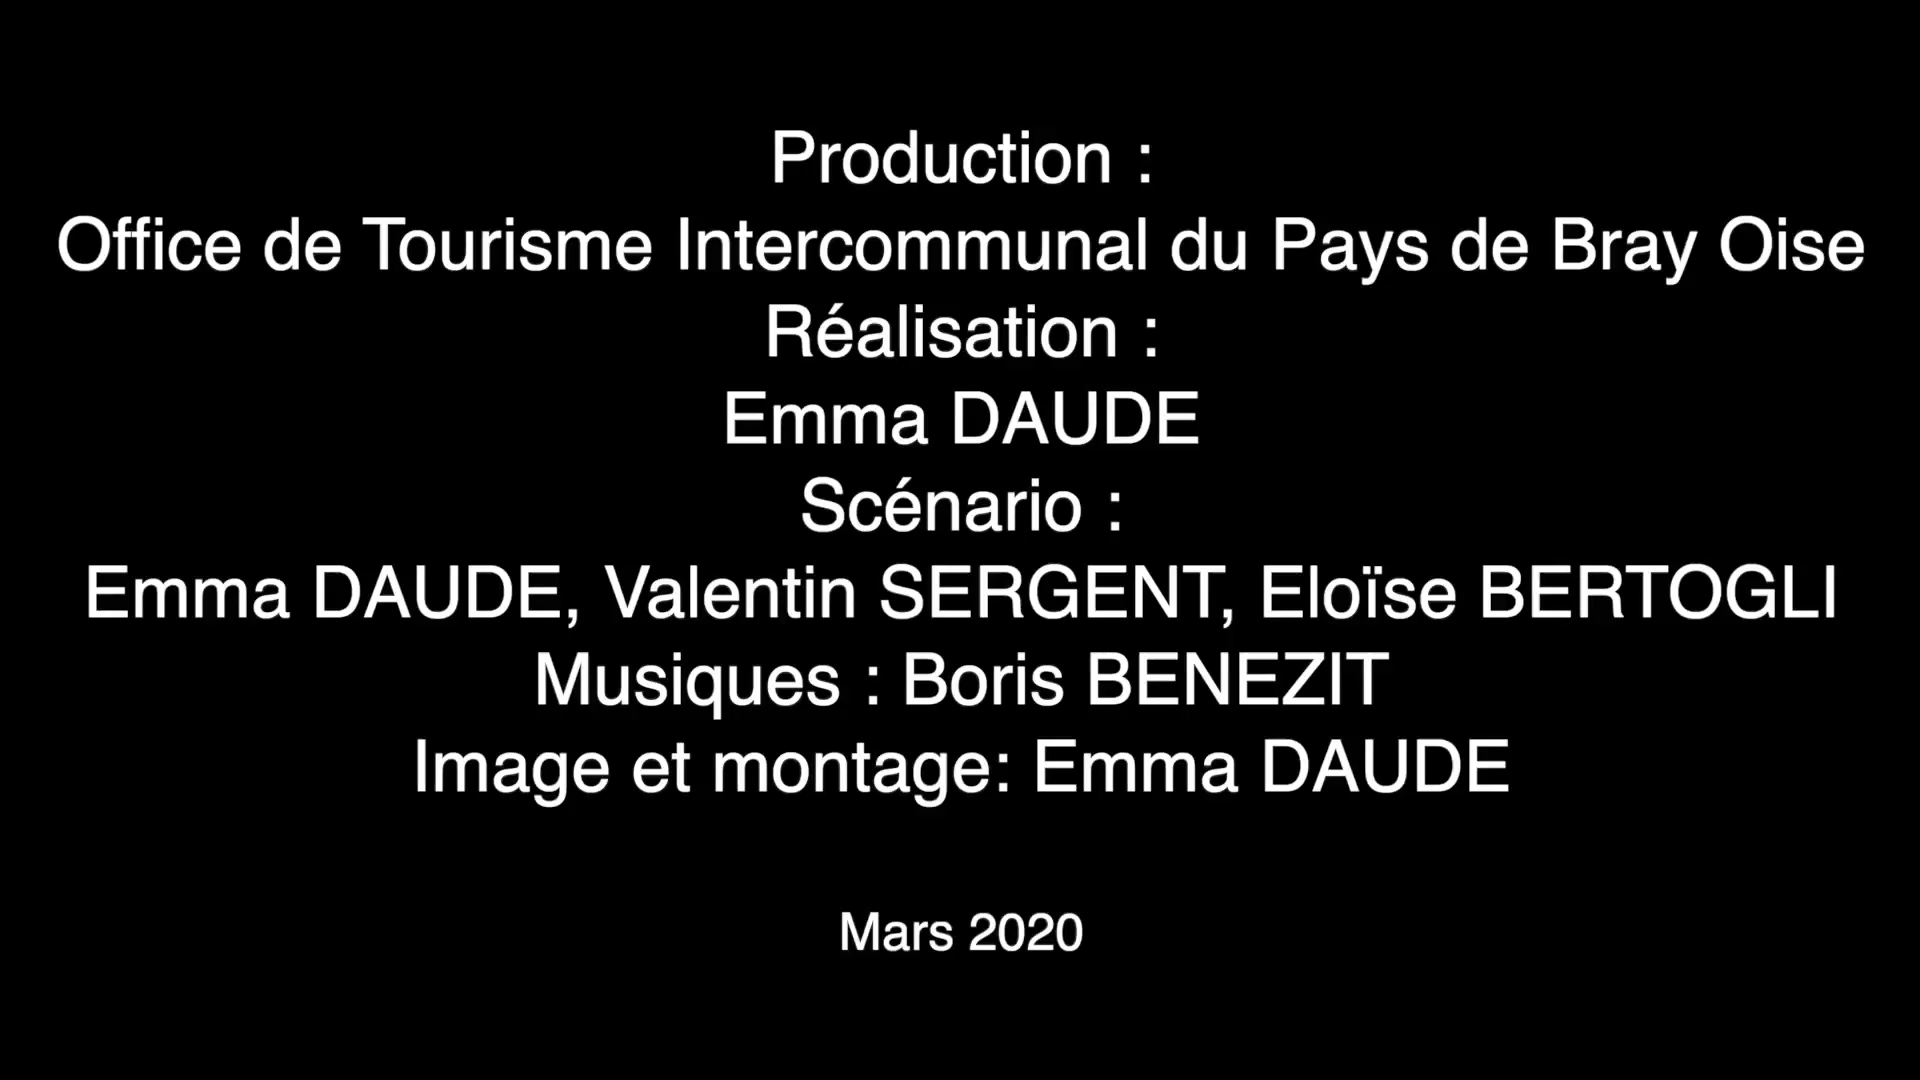 Production :
Office de Tourisme Intercommunal du Pays de Bray Oise
Réalisation :
Emma DAUDE
Scénario :
Emma DAUDE, Valentin SERGENT, Eloïse BERTOGLI
Musiques : Boris BENEZIT
Image et montage: Emma DAUDE
Mars 2020